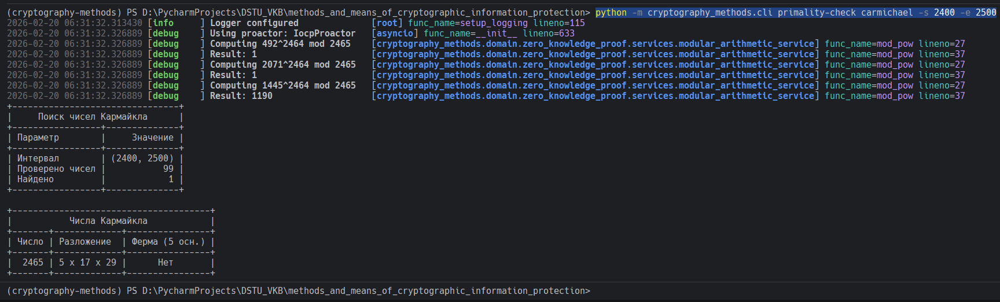 (cryptography-methods) PS D:\PycharmProjects\DSTU_VKB\methods_and_means_of_cryptographic_information_protection> python -m cryptography_methods.cli primality-check carmichael -s 2400 -e 2500
2026-02-20 06:31:32.313430 [info     ] Logger configured              [root] func_name=setup_logging lineno=115
2026-02-20 06:31:32.326889 [debug    ] Using proactor: IocpProactor   [asyncio] func_name=__init__ lineno=633
2026-02-20 06:31:32.326889 [debug    ] Computing 492^2464 mod 2465    [cryptography_methods.domain.zero_knowledge_proof.services.modular_arithmetic_service] func_name=mod_pow lineno=27
2026-02-20 06:31:32.326889 [debug    ] Result: 1                      [cryptography_methods.domain.zero_knowledge_proof.services.modular_arithmetic_service] func_name=mod_pow lineno=37
2026-02-20 06:31:32.326889 [debug    ] Computing 2071^2464 mod 2465   [cryptography_methods.domain.zero_knowledge_proof.services.modular_arithmetic_service] func_name=mod_pow lineno=27
2026-02-20 06:31:32.326889 [debug    ] Result: 1                      [cryptography_methods.domain.zero_knowledge_proof.services.modular_arithmetic_service] func_name=mod_pow lineno=37
2026-02-20 06:31:32.326889 [debug    ] Computing 1445^2464 mod 2465   [cryptography_methods.domain.zero_knowledge_proof.services.modular_arithmetic_service] func_name=mod_pow lineno=27
2026-02-20 06:31:32.326889 [debug    ] Result: 1190                   [cryptography_methods.domain.zero_knowledge_proof.services.modular_arithmetic_service] func_name=mod_pow lineno=37
+--------------------------------+
|     Поиск чисел Кармайкла      |
+-----------------+--------------+
| Параметр        |     Значение |
+-----------------+--------------+
| Интервал        | (2400, 2500) |
| Проверено чисел |           99 |
| Найдено         |            1 |
+-----------------+--------------+

+--------------------------------------+
|           Числа Кармайкла            |
+-------+-------------+----------------+
| Число | Разложение  | Ферма (5 осн.) |
+-------+-------------+----------------+
|  2465 | 5 x 17 x 29 |      Нет       |
+-------+-------------+----------------+
(cryptography-methods) PS D:\PycharmProjects\DSTU_VKB\methods_and_means_of_cryptographic_information_protection>